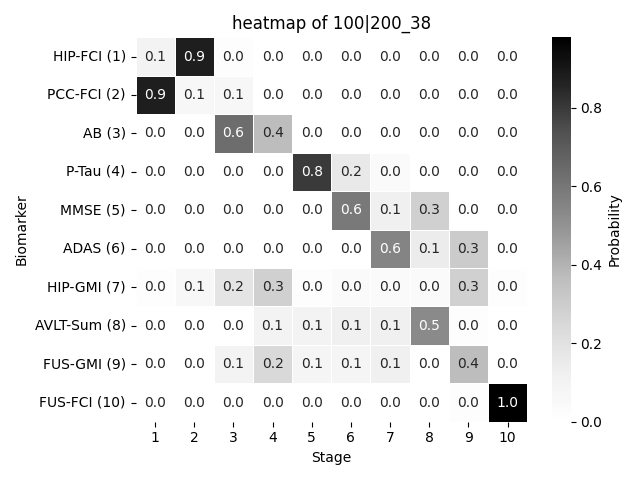 heatmap of 100|200_38
Biomarker
HIP-FCI (1) 0.1 0.9 0.0 0.0 0.0 0.0 0.0 0.0 0.0 0.0
PCC-FCI (2) 0.9 0.1 0.1 0.0 0.0 0.0 0.0 0.0 0.0 0.0
AB (3) 0.0 0.0 0.6 0.4 0.0 0.0 0.0 0.0 0.0 0.0
P-Tau (4) 0.0 0.0 0.0 0.0 0.8 0.2 0.0 0.0 0.0 0.0
MMSE (5) 0.0 0.0 0.0 0.0 0.0 0.6 0.1 0.3 0.0 0.0
ADAS (6) 0.0 0.0 0.0 0.0 0.0 0.0 0.6 0.1 0.3 0.0
HIP-GMI (7) 0.0 0.1 0.2 0.3 0.0 0.0 0.0 0.0 0.3 0.0
AVLT-Sum (8) 0.0 0.0 0.0 0.1 0.1 0.1 0.1 0.5 0.0 0.0
FUS-GMI (9) 0.0 0.0 0.1 0.2 0.1 0.1 0.1 0.0 0.4 0.0
FUS-FCI (10) 0.0 0.0 0.0 0.0 0.0 0.0 0.0 0.0 0.0 1.0
1 2 3 4 5 6 7 8 9 10
Stage
0.8
0.6
0.4
0.2
0.0
Probability